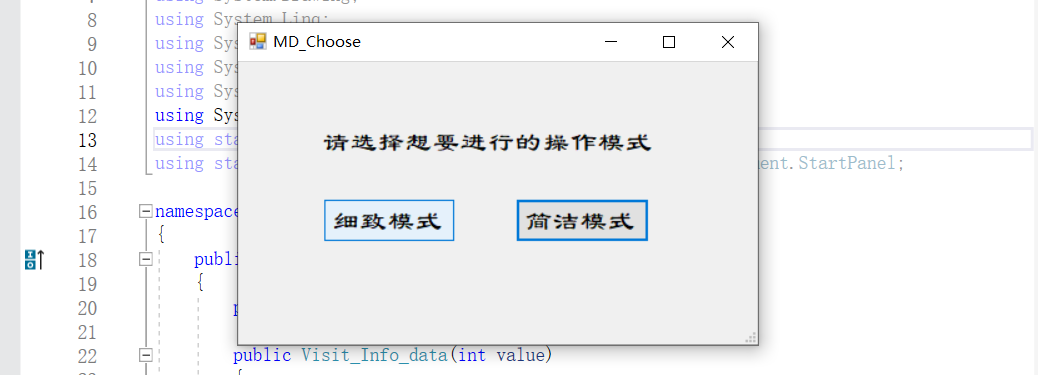 8 using System.Linq;
MD_Choose
9 using Sys
10 using Sys
11 using Sys
12 using Sys
13 using sta
请选择想要进行的操作模式
14 using sta ent.StartPanel;
15
16 namespace
17 {
细致模式 简洁模式
18 publi
19 {
20 p
21
22 public Visit_Info_data(int value)